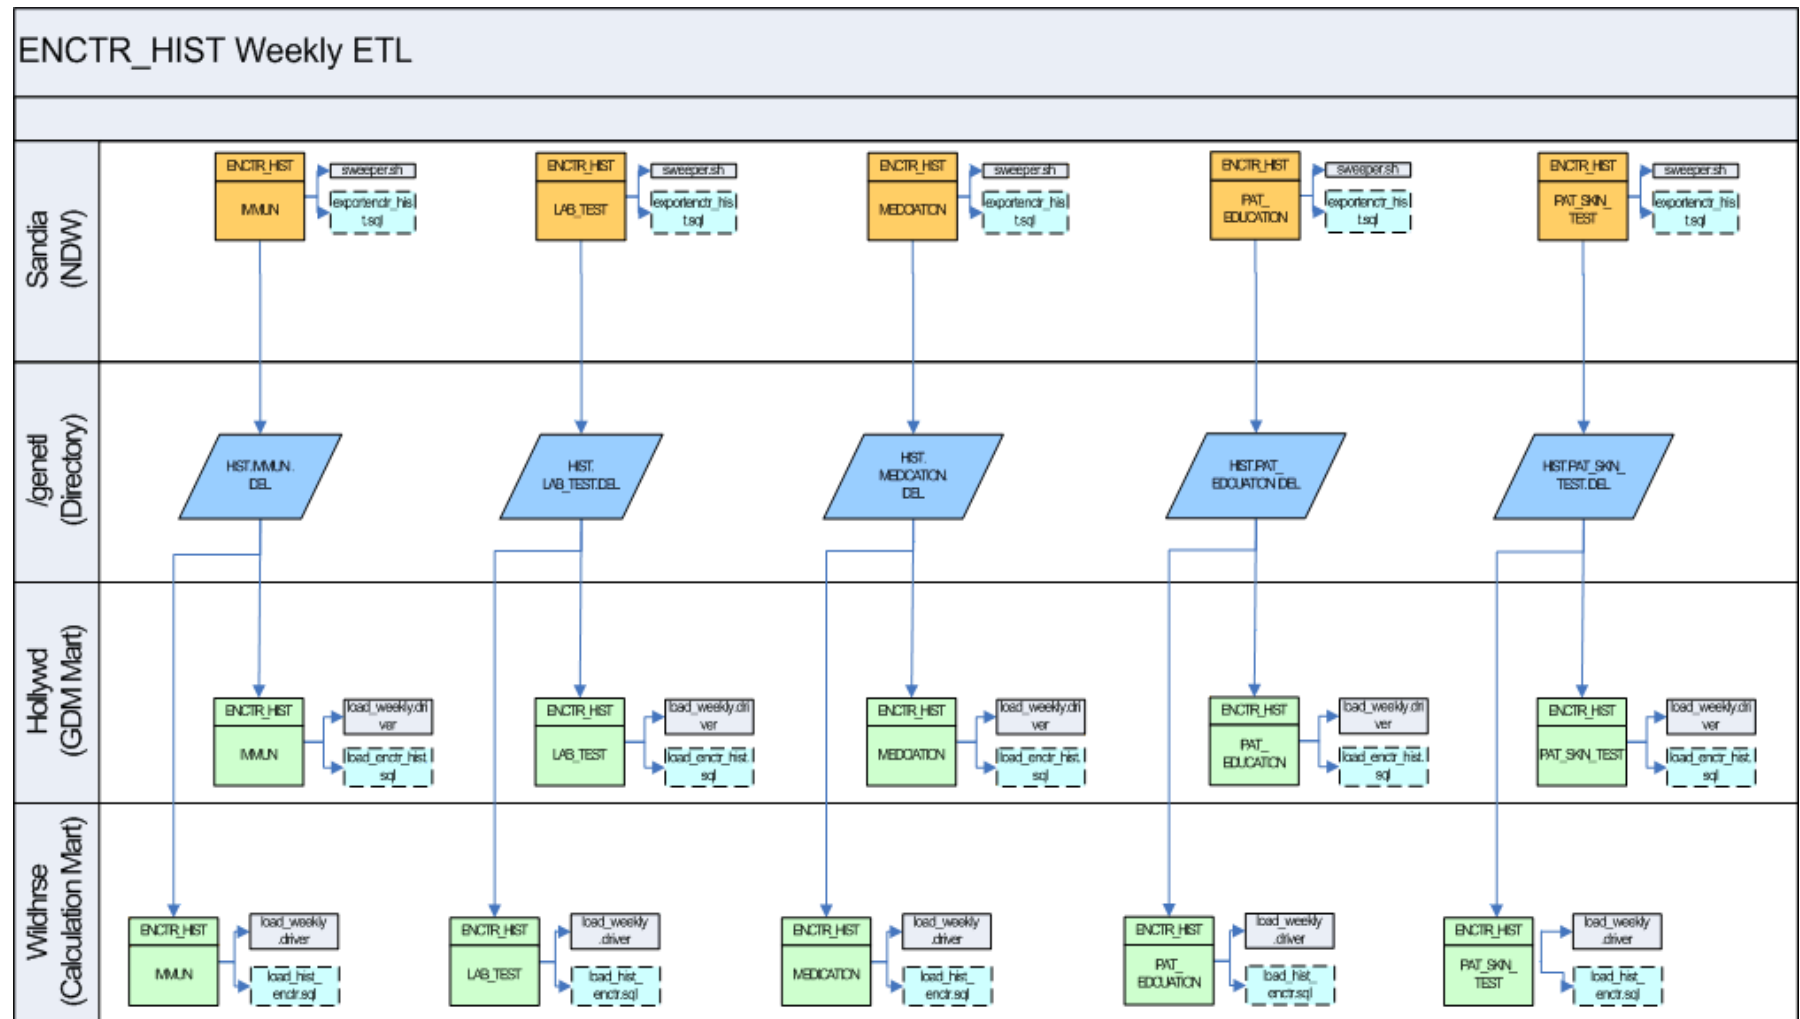 ENCTR_HIST Weekly ETL
Sandia
(NDW)
ENCTR_HIST
IMMUN
sweeper.sh
exportenctr_his
t.sql
ENCTR_HIST
LAB_TEST
sweeper.sh
exportenctr_his
t.sql
ENCTR_HIST
MEDCIATION
sweeper.sh
exportenctr_his
t.sql
ENCTR_HIST
PAT_
EDUCATION
sweeper.sh
exportenctr_his
t.sql
ENCTR_HIST
PAT_SKIN_
TEST
sweeper.sh
exportenctr_his
t.sql
/genetl
(Directory)
HIST.IMMUN.
DEL
HIST.
LAB_TEST.DEL
HIST.
MEDICATION.
DEL
HIST.PAT_
EDCUATION.DEL
HIST.PAT_SKIN_
TEST.DEL
Hollywd
(GDM Mart)
ENCTR_HIST
IMMUN
load_weekly.dri
ver
load_enctr_hist.
sql
ENCTR_HIST
LAB_TEST
load_weekly.dri
ver
load_enctr_hist.
sql
ENCTR_HIST
MEDCIATION
load_weekly.dri
ver
load_enctr_hist.
sql
ENCTR_HIST
PAT_
EDUCATION
load_weekly.dri
ver
load_enctr_hist.
sql
ENCTR_HIST
PAT_SKIN_TEST
load_weekly.dri
ver
load_enctr_hist.
sql
Wildhrse
(Calculation Mart)
ENCTR_HIST
IMMUN
load_weekly
.driver
load_hist_
enctr.sql
ENCTR_HIST
LAB_TEST
load_weekly
.driver
load_hist_
enctr.sql
ENCTR_HIST
MEDICATION
load_weekly
.driver
load_hist_
enctr.sql
ENCTR_HIST
PAT_
EDCUATION
load_weekly
.driver
load_hist_
enctr.sql
ENCTR_HIST
PAT_SKIN_
TEST
load_weekly
.driver
load_hist_
enctr.sql